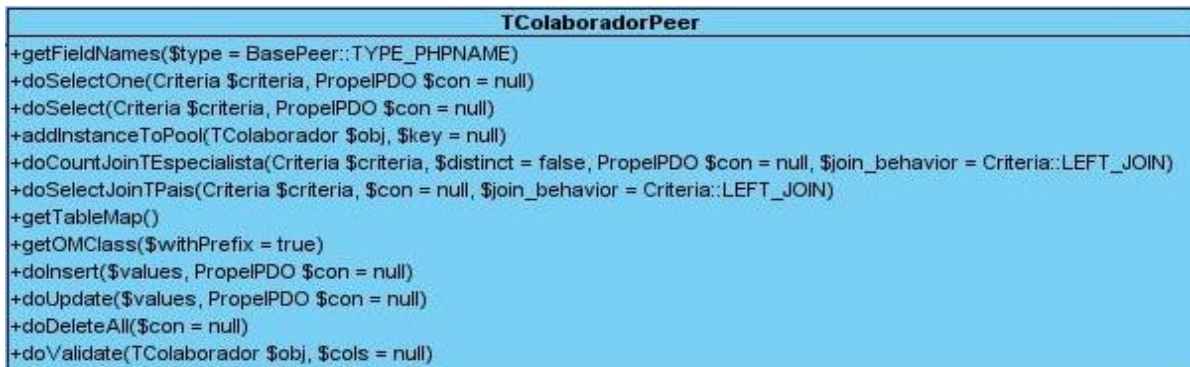 TColaboradorPeer
+getFieldNames($type = BasePeer::TYPE_PHPNAME)
+doSelectOne(Criteria $criteria, PropelPDO $con = null)
+doSelect(Criteria $criteria, PropelPDO $con = null)
+addInstanceToPool(TColaborador $obj, $key = null)
+doCountJoinTEspecialista(Criteria $criteria, $distinct = false, PropelPDO $con = null, $join_behavior = Criteria::LEFT_JOIN)
+doSelectJoinTPais(Criteria $criteria, $con = null, $join_behavior = Criteria::LEFT_JOIN)
+getTableMap()
+getOMClass($withPrefix = true)
+doInsert($values, PropelPDO $con = null)
+doUpdate($values, PropelPDO $con = null)
+doDeleteAll($con = null)
+doValidate(TColaborador $obj, $cols = null)